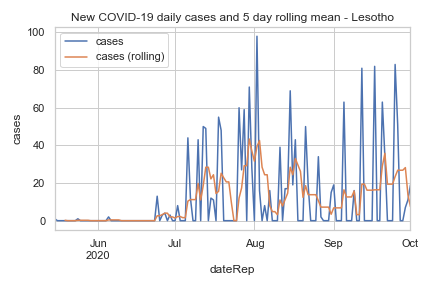 New COVID-19 daily cases and 5 day rolling mean - Lesotho
cases
cases (rolling)
100
80
60
40
20
0
cases
Jun
2020
Jul
Aug
Sep
Oct
dateRep